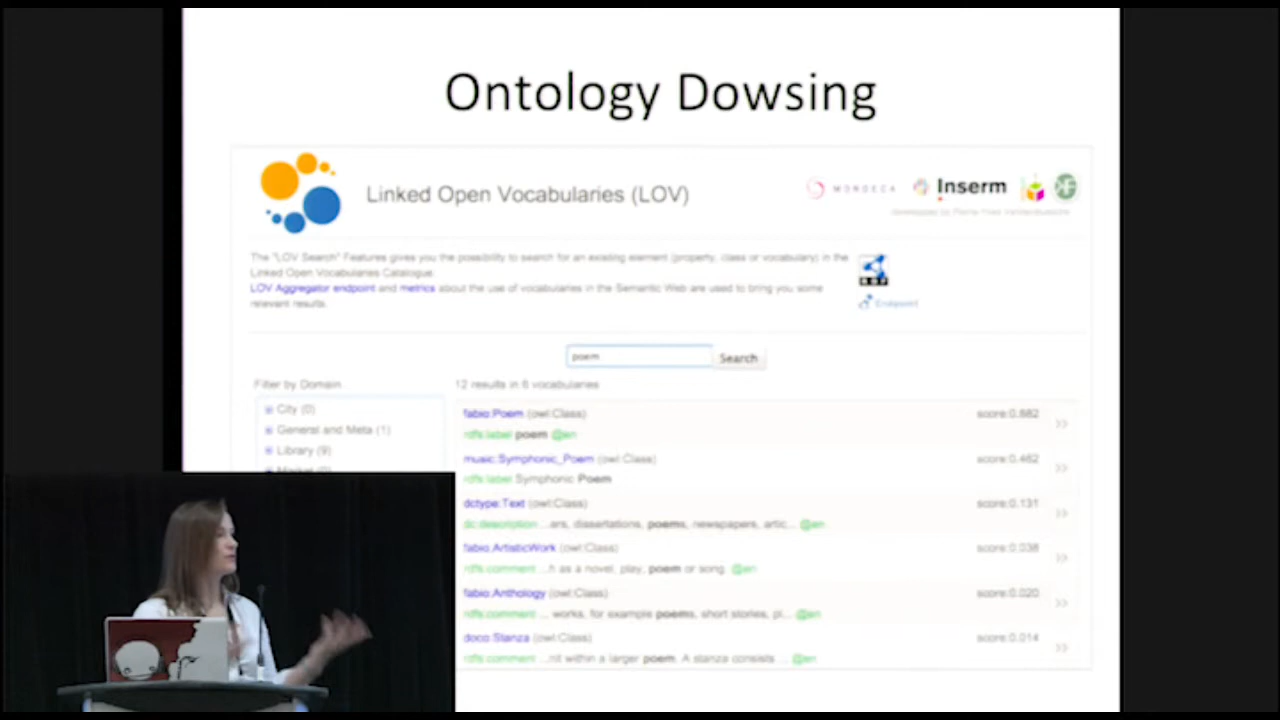 Ontology Dowsing
Linked Open Vocabularies (LOV)
MONDECA Inserm
The "LOV Search" Features gives you the possibility to search for an existing element (property, class or vocabulary) in the
Linked Open Vocabularies Catalogue.
LOV Aggregator endpoint and metrics about the use of vocabularies in the Semantic Web are used to bring you some
relevant results.
RDF
Endpoint
poem Search
Filter by Domain
City (0)
General and Meta (1)
Library (9)
12 results in 6 vocabularies
fabio:Poem (owl:Class) score:0.882
rdfs:label poem @en
music:Symphonic_Poem (owl:Class) score:0.462
rdfs:label Symphonic Poem
dctype:Text (owl:Class) score:0.131
dc:description ...ars, dissertations, poems, newspapers, artic... @en
fabio:ArtisticWork (owl:Class) score:0.038
rdfs:comment ...h as a novel, play, poem or song. @en
fabio:Anthology (owl:Class) score:0.020
rdfs:comment ... works, for example poems, short stories, pl... @en
doco:Stanza (owl:Class) score:0.014
rdfs:comment ...nit within a larger poem. A stanza consists ... @en